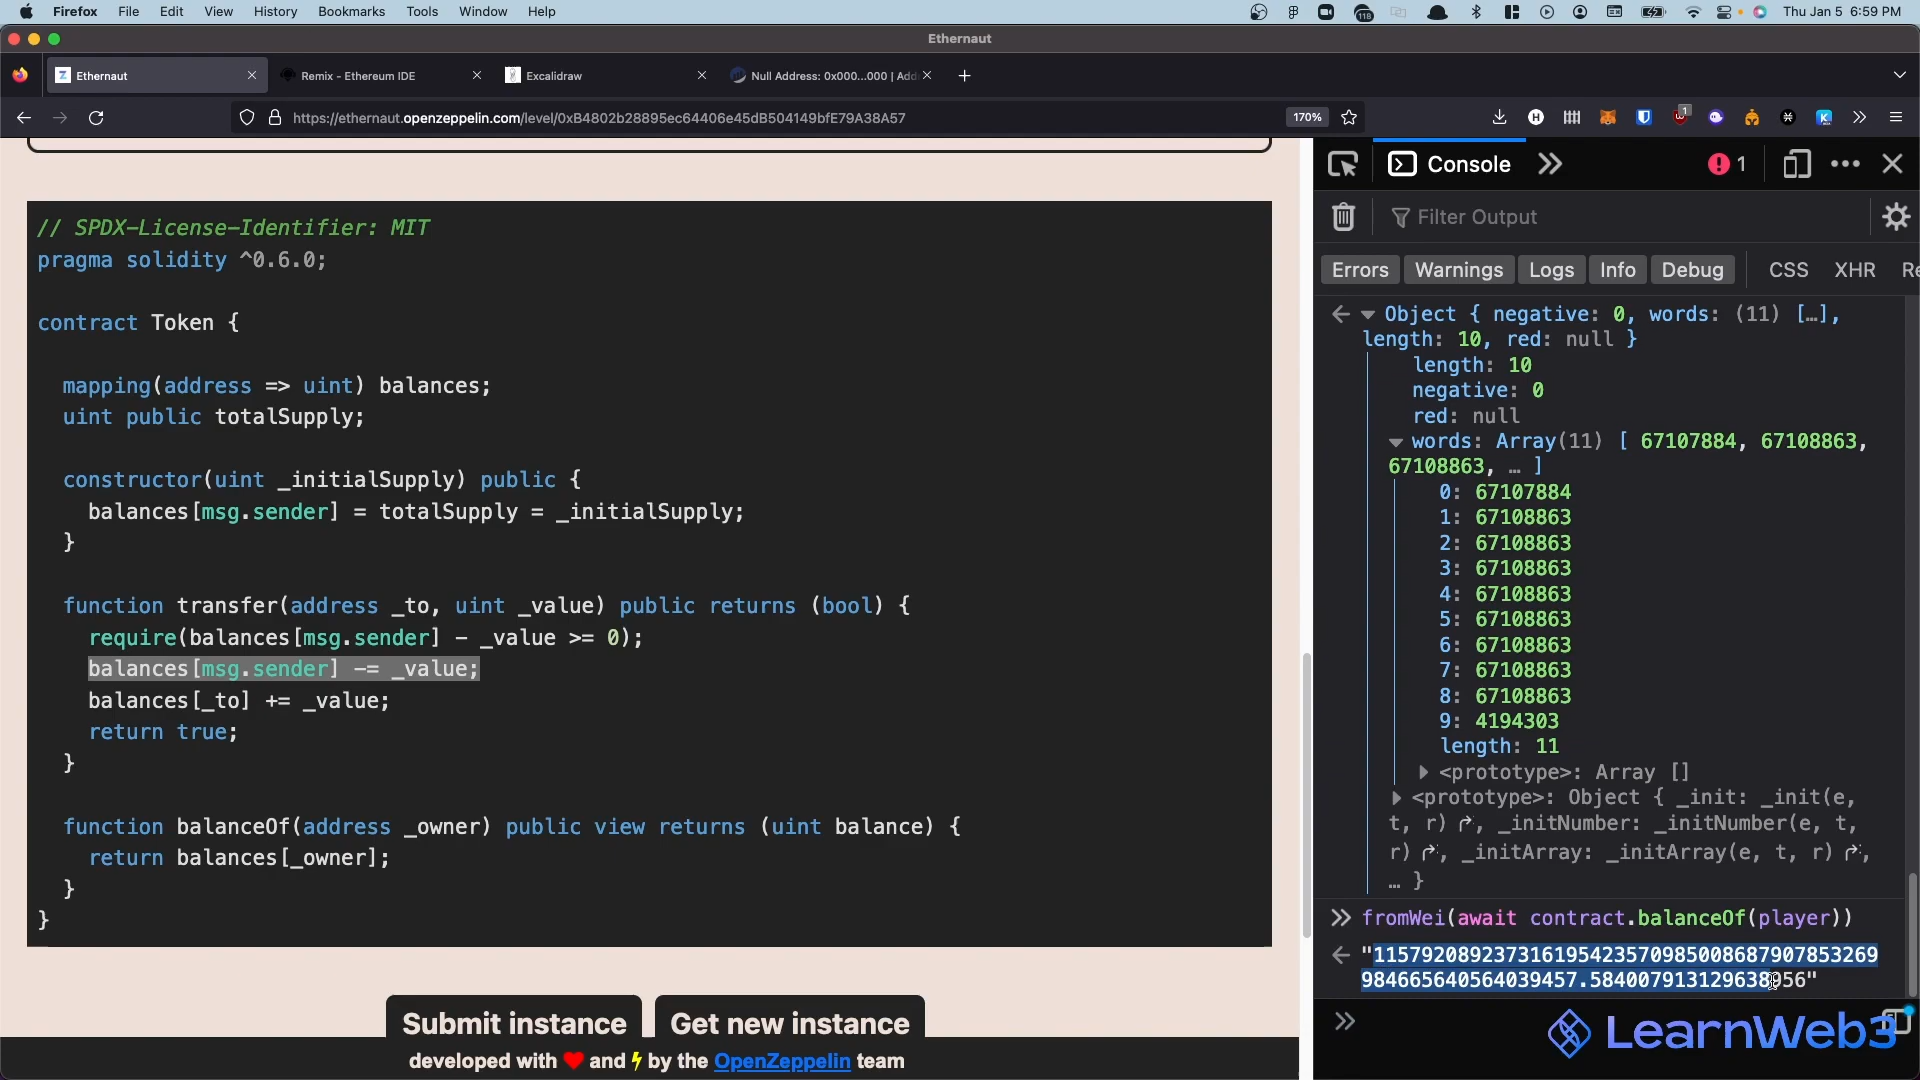 Firefox File Edit View History Bookmarks Tools Window Help
118
Thu Jan 5 6:59 PM
Ethernaut
Ethernaut
Remix - Ethereum IDE
Excalidraw
Null Address: 0x000...000 | Add
https://ethernaut.openzeppelin.com/level/0xB4802b28895ec64406e45dB504149bfE79A38A57
170%
1
// SPDX-License-Identifier: MIT
pragma solidity ^0.6.0;
contract Token {
mapping(address => uint) balances;
uint public totalSupply;
constructor(uint _initialSupply) public {
balances[msg.sender] = totalSupply = _initialSupply;
}
function transfer(address _to, uint _value) public returns (bool) {
require(balances[msg.sender] - _value >= 0);
balances[msg.sender] -= _value;
balances[_to] += _value;
return true;
}
function balanceOf(address _owner) public view returns (uint balance) {
return balances[_owner];
}
}
Submit instance
Get new instance
developed with ❤ and ⚡ by the OpenZeppelin team
Console
1
Filter Output
Errors Warnings Logs Info Debug CSS XHR Re
Object { negative: 0, words: (11) […],
length: 10, red: null }
length: 10
negative: 0
red: null
words: Array(11) [ 67107884, 67108863,
67108863, … ]
0: 67107884
1: 67108863
2: 67108863
3: 67108863
4: 67108863
5: 67108863
6: 67108863
7: 67108863
8: 67108863
9: 4194303
length: 11
<prototype>: Array []
<prototype>: Object { _init: _init(e,
t, r), _initNumber: _initNumber(e, t,
r), _initArray: _initArray(e, t, r),
… }
fromWei(await contract.balanceOf(player))
"115792089237316195423570985008687907853269
984665640564039457.584007913129638956"
LearnWeb3